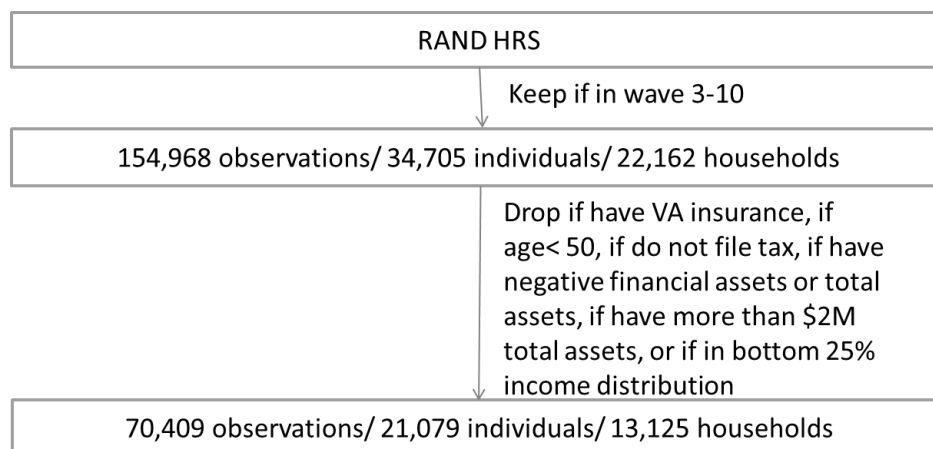 RAND HRS
Keep if in wave 3-10
154,968 observations/ 34,705 individuals/ 22,162 households
Drop if have VA insurance, if
age< 50, if do not file tax, if have
negative financial assets or total
assets, if have more than $2M
total assets, or if in bottom 25%
income distribution
70,409 observations/ 21,079 individuals/ 13,125 households